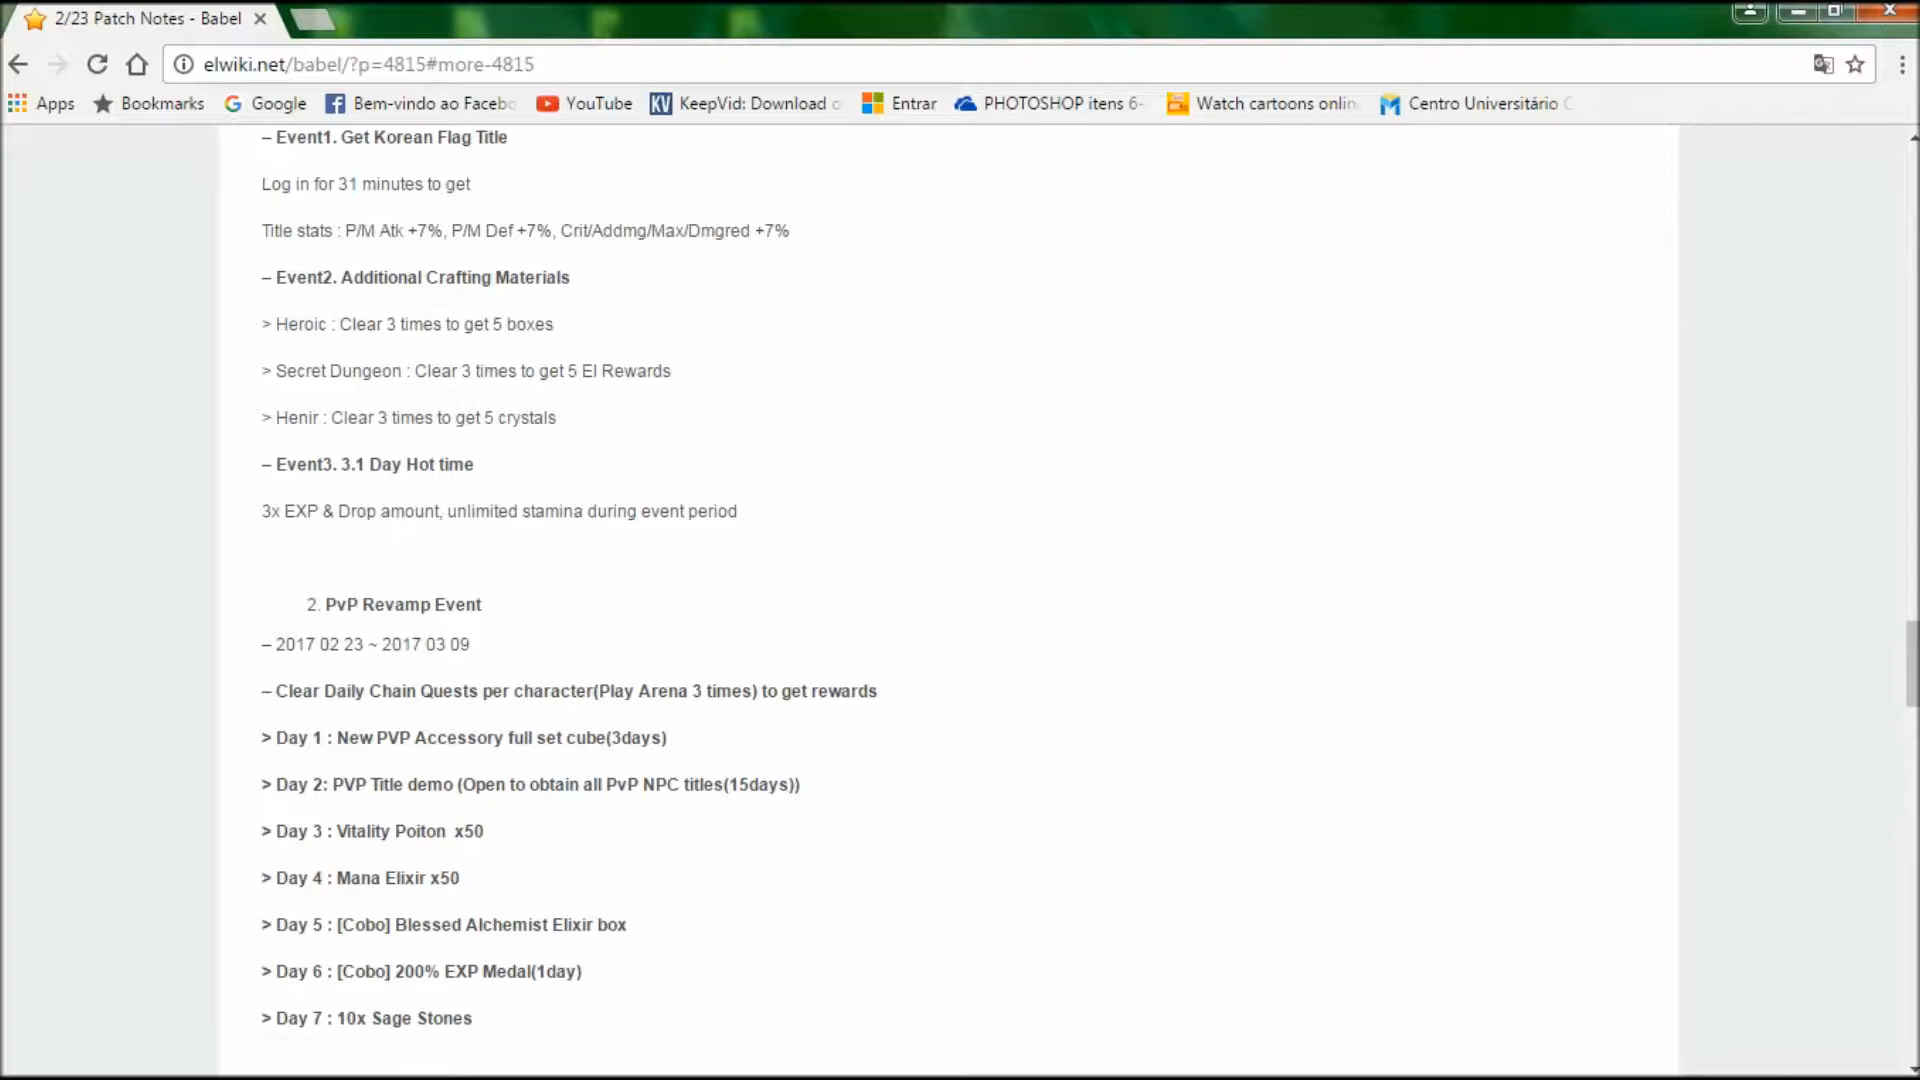 2/23 Patch Notes - Babel
elwiki.net/babel/?p=4815#more-4815
Apps Bookmarks Google Bem-vindo ao Facebo YouTube KeepVid: Download o Entrar PHOTOSHOP itens 6- Watch cartoons onlin Centro Universitário C
– Event1. Get Korean Flag Title
Log in for 31 minutes to get
Title stats : P/M Atk +7%, P/M Def +7%, Crit/Addmg/Max/Dmgred +7%
– Event2. Additional Crafting Materials
> Heroic : Clear 3 times to get 5 boxes
> Secret Dungeon : Clear 3 times to get 5 El Rewards
> Henir : Clear 3 times to get 5 crystals
– Event3. 3.1 Day Hot time
3x EXP & Drop amount, unlimited stamina during event period
2. PvP Revamp Event
– 2017 02 23 ~ 2017 03 09
– Clear Daily Chain Quests per character(Play Arena 3 times) to get rewards
> Day 1 : New PVP Accessory full set cube(3days)
> Day 2: PVP Title demo (Open to obtain all PvP NPC titles(15days))
> Day 3 : Vitality Poiton x50
> Day 4 : Mana Elixir x50
> Day 5 : [Cobo] Blessed Alchemist Elixir box
> Day 6 : [Cobo] 200% EXP Medal(1day)
> Day 7 : 10x Sage Stones